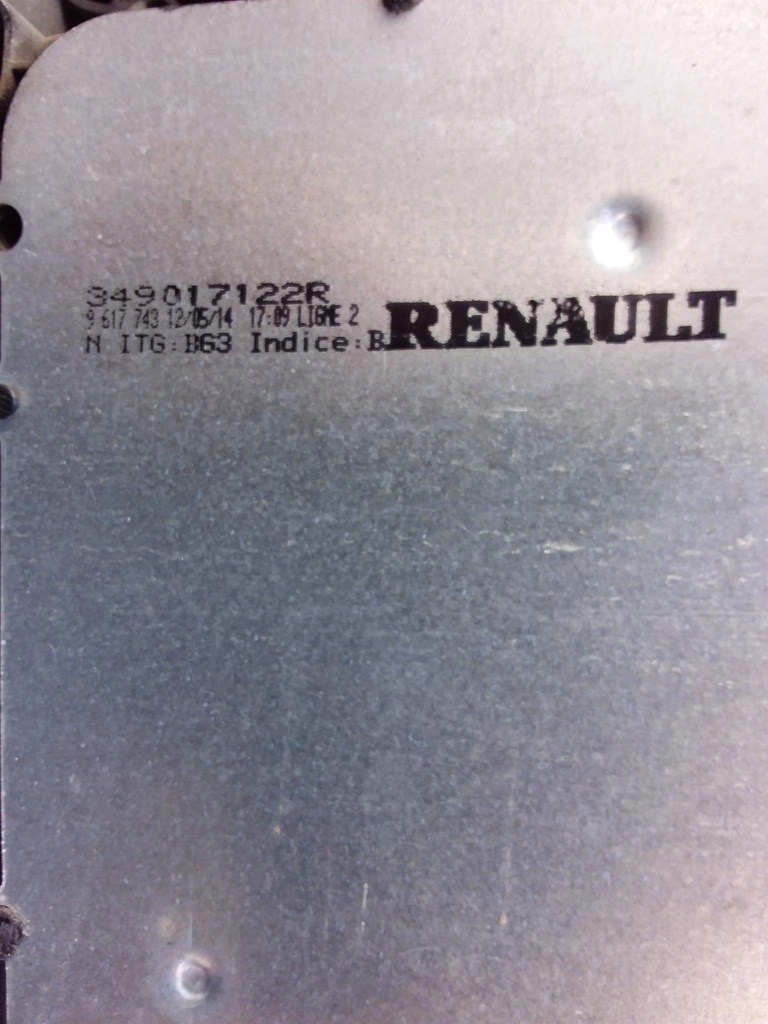 349017122R
9 617 743 12/05/14 17:09 LIGNE 2
N ITG:B63 Indice:B
RENAULT